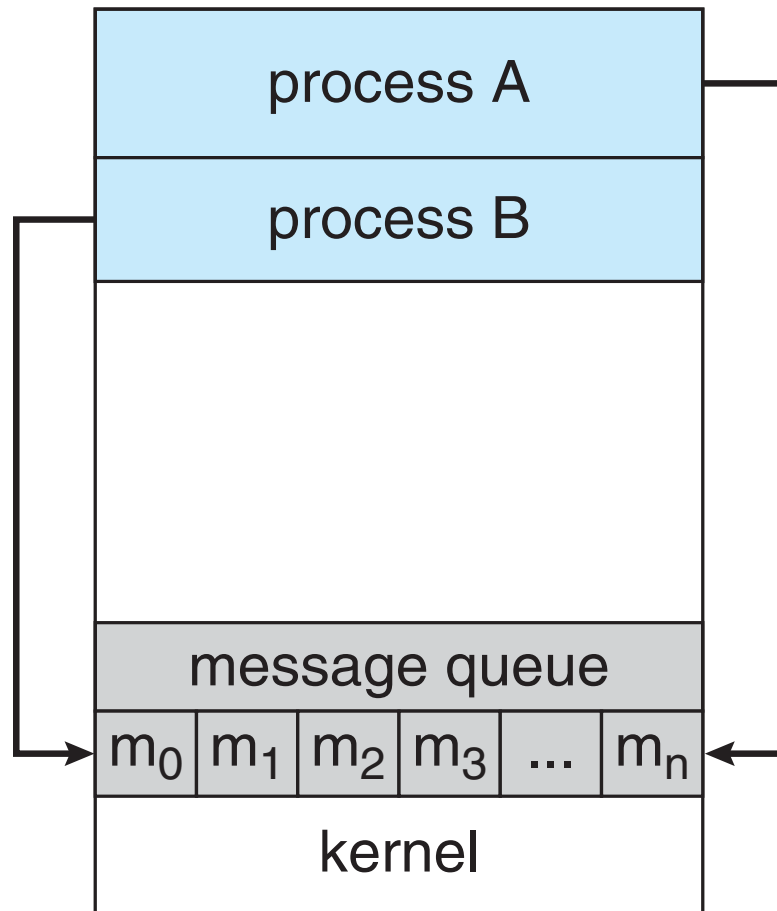 process A
process B
message queue
m₀ m₁ m₂ m₃ ... mₙ
kernel